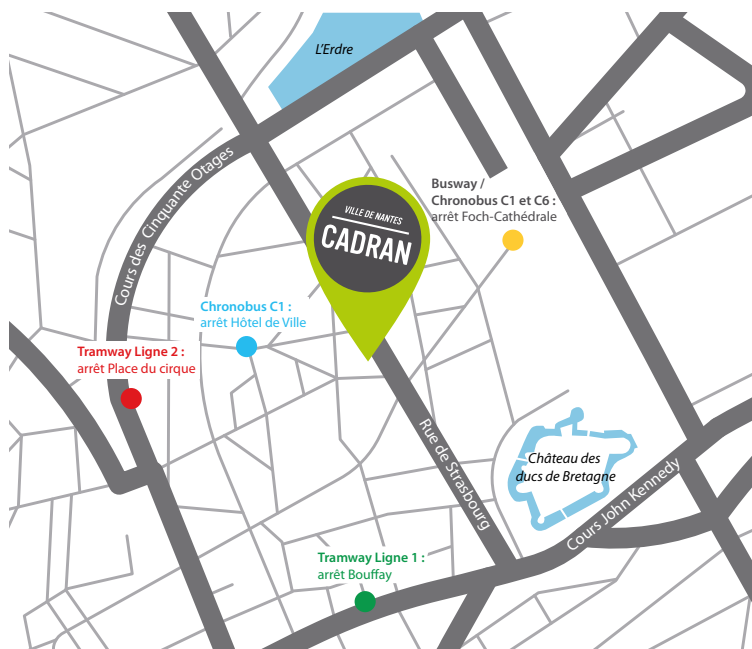 L'Erdre
Cours des Cinquante Otages
Busway /
Chronobus C1 et C6 :
arrêt Foch-Cathédrale
VILLE DE NANTES
CADRAN
Chronobus C1 :
arrêt Hôtel de Ville
Tramway Ligne 2 :
arrêt Place du cirque
Rue de Strasbourg
Château des
ducs de Bretagne
Cours John Kennedy
Tramway Ligne 1 :
arrêt Bouffay